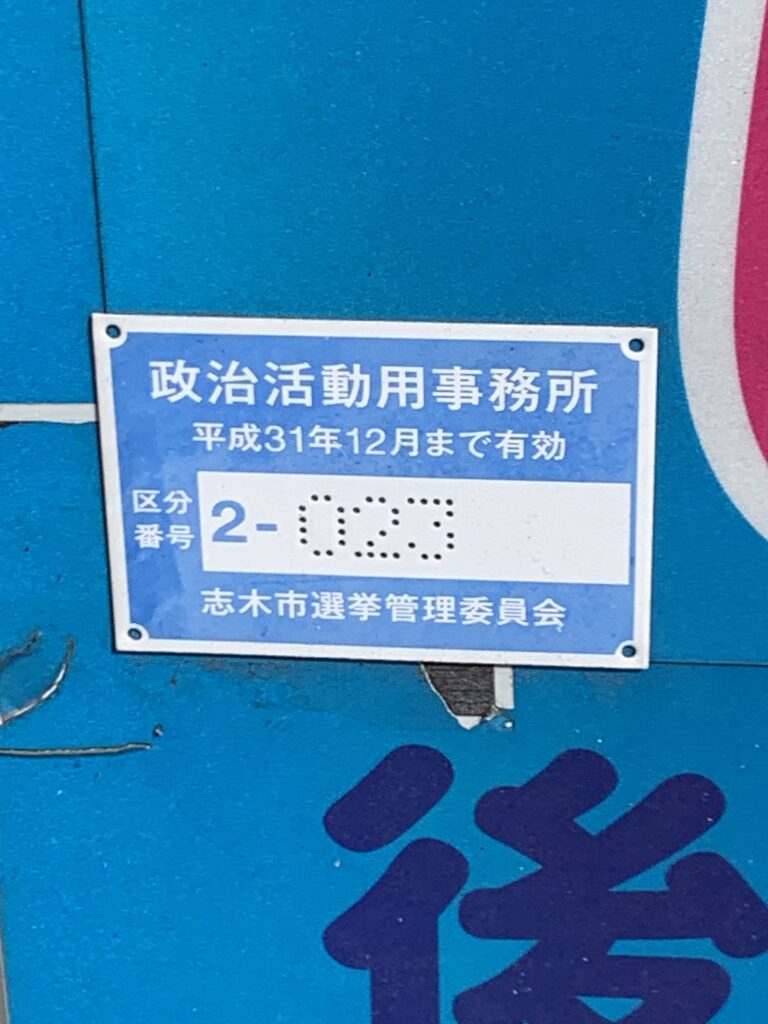 政治活動用事務所
平成31年12月まで有効
区分
番号
2-023
志木市選挙管理委員会
後